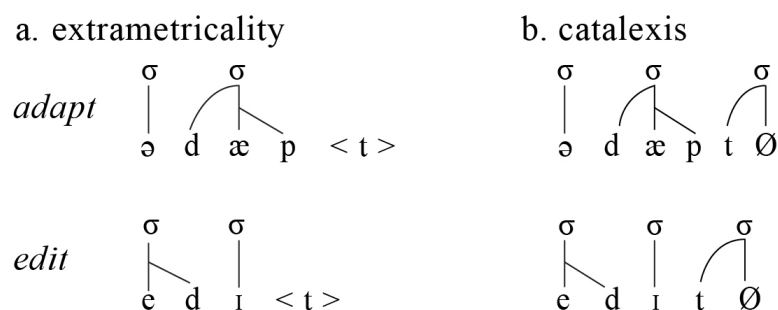 a. extrametricality b. catalexis
σ σ σ σ σ
adapt
ə d æ p < t > ə d æ p t Ø
σ σ σ σ σ
edit
e d ɪ < t > e d ɪ t Ø